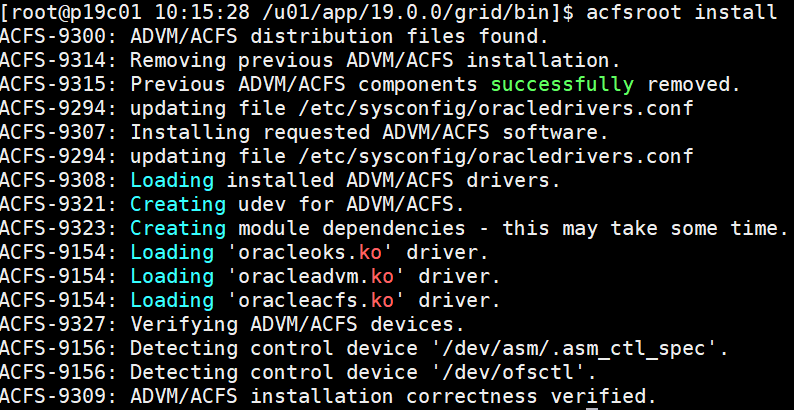 [root@p19c01 10:15:28 /u01/app/19.0.0/grid/bin]$ acfsroot install
ACFS-9300: ADVM/ACFS distribution files found.
ACFS-9314: Removing previous ADVM/ACFS installation.
ACFS-9315: Previous ADVM/ACFS components successfully removed.
ACFS-9294: updating file /etc/sysconfig/oracledrivers.conf
ACFS-9307: Installing requested ADVM/ACFS software.
ACFS-9294: updating file /etc/sysconfig/oracledrivers.conf
ACFS-9308: Loading installed ADVM/ACFS drivers.
ACFS-9321: Creating udev for ADVM/ACFS.
ACFS-9323: Creating module dependencies - this may take some time.
ACFS-9154: Loading 'oracleoks.ko' driver.
ACFS-9154: Loading 'oracleadvm.ko' driver.
ACFS-9154: Loading 'oracleacfs.ko' driver.
ACFS-9327: Verifying ADVM/ACFS devices.
ACFS-9156: Detecting control device '/dev/asm/.asm_ctl_spec'.
ACFS-9156: Detecting control device '/dev/ofsctl'.
ACFS-9309: ADVM/ACFS installation correctness verified.